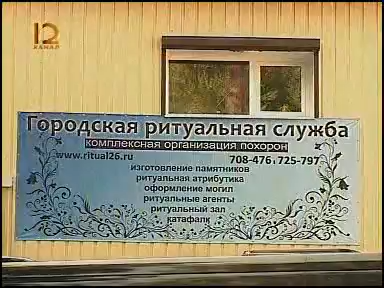 12
КАНАЛ
Городская ритуальная служба
комплексная организация похорон
www.ritual26.ru 708-476, 725-797
изготовление памятников
ритуальная атрибутика
оформление могил
ритуальные агенты
ритуальный зал
катафалк